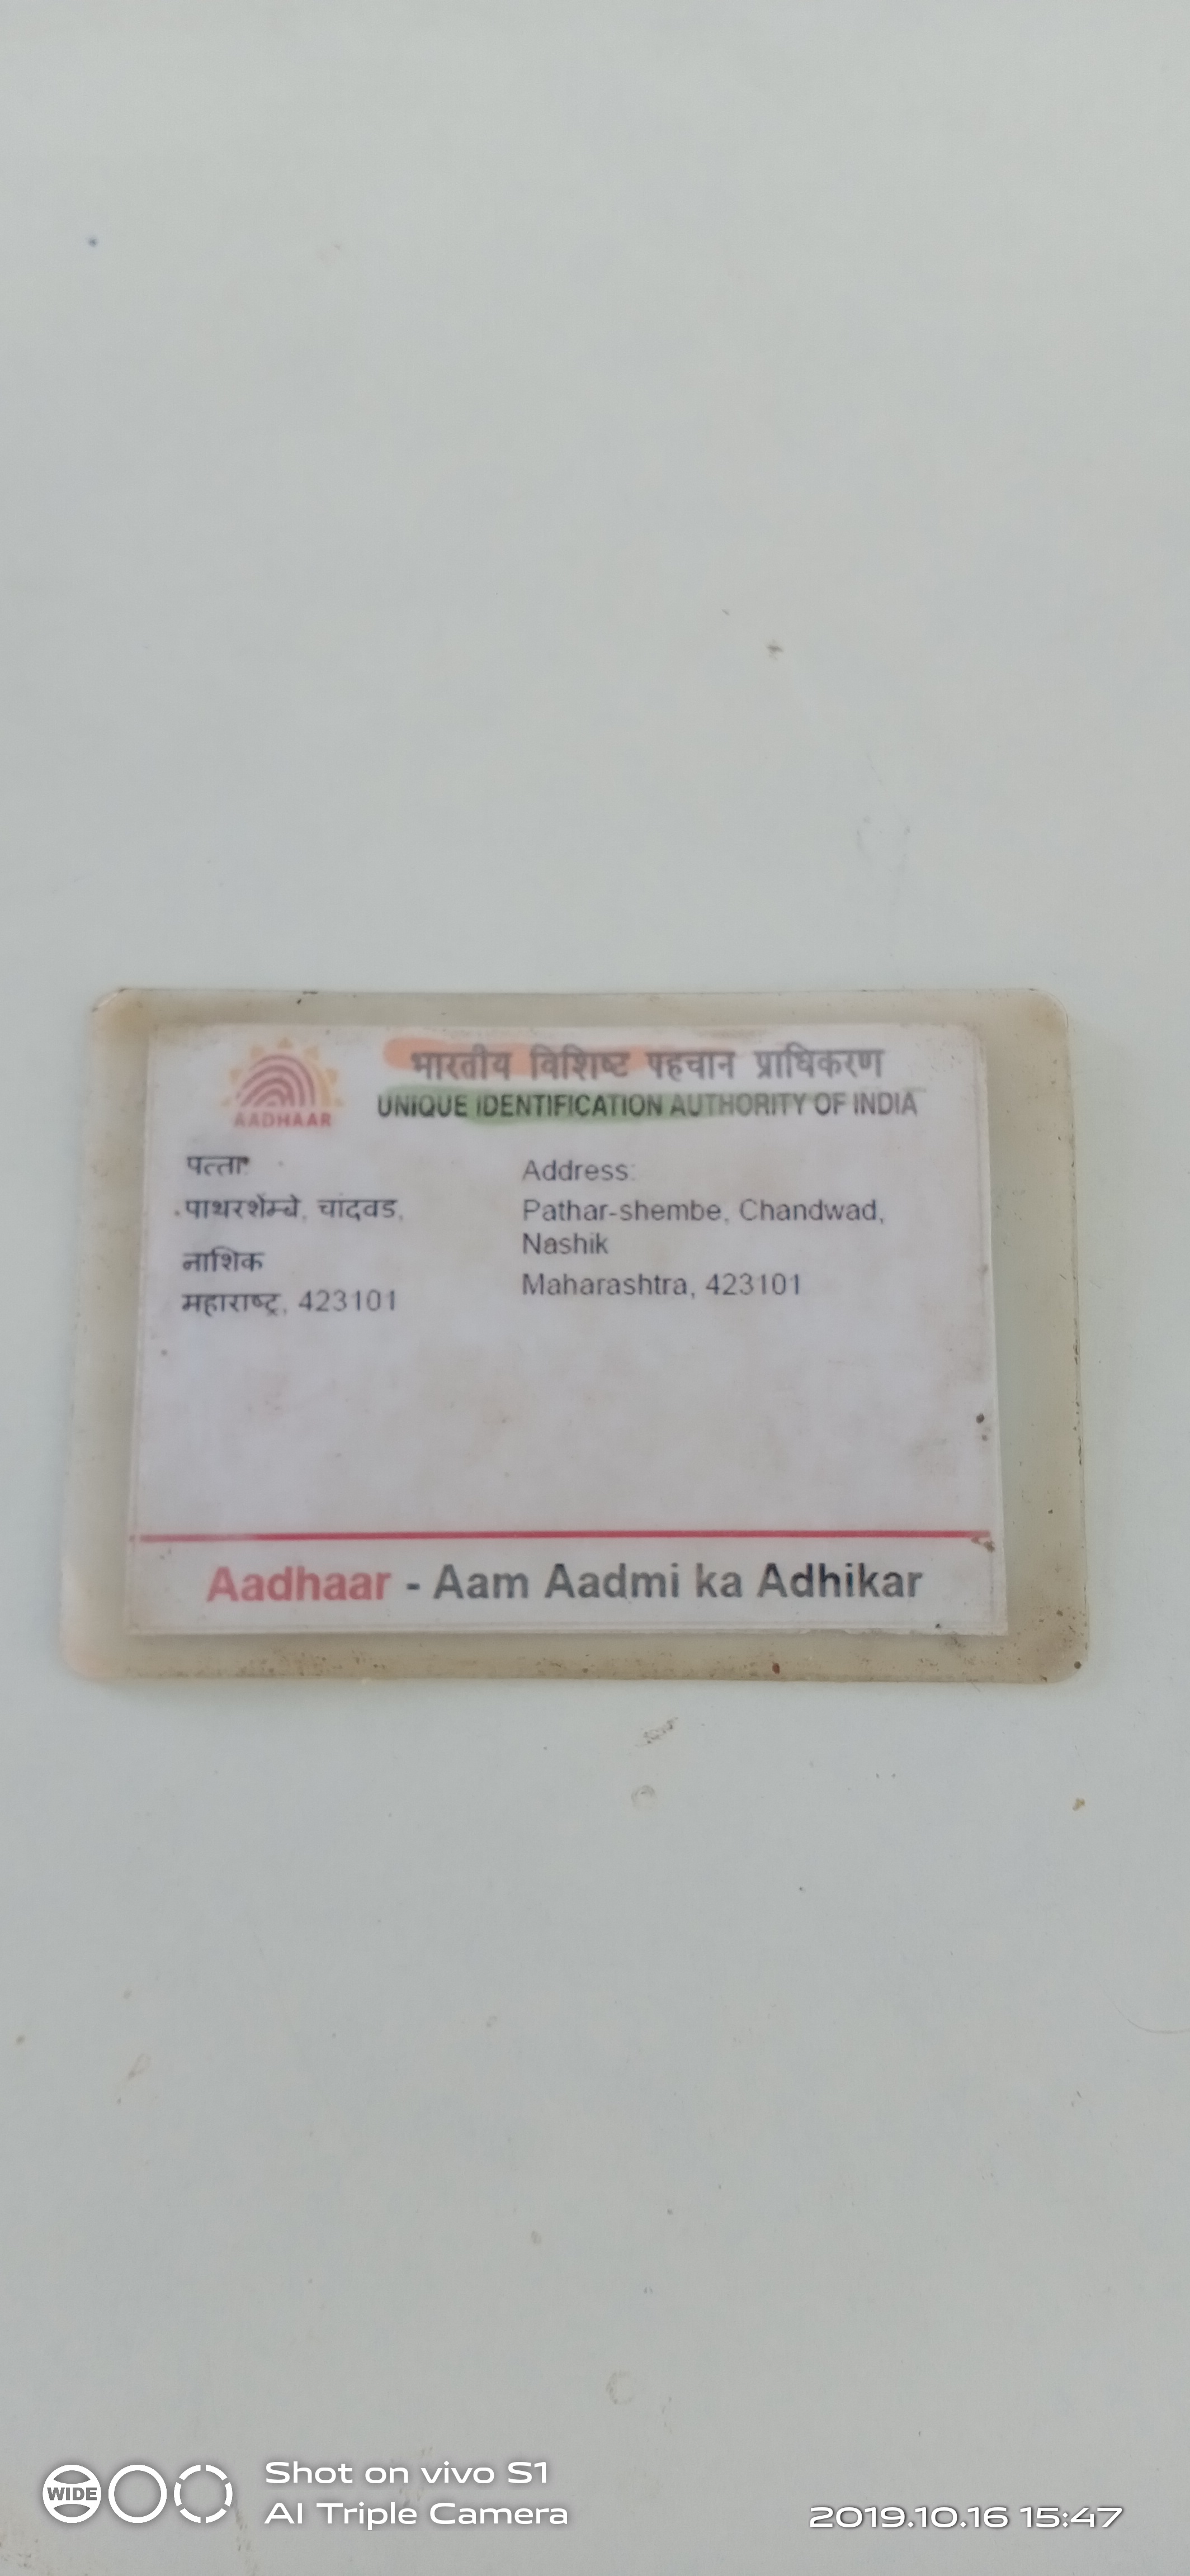 भारतीय विशिष्ट पहचान प्राधिकरण
UNIQUE IDENTIFICATION AUTHORITY OF INDIA
AADHAAR
पत्ता
पाथरशेम्बे, चांदवड,
नाशिक
महाराष्ट्र, 423101
Address:
Pathar-shembe, Chandwad,
Nashik
Maharashtra, 423101
Aadhaar - Aam Aadmi ka Adhikar
WIDE
Shot on vivo S1
AI Triple Camera
2019.10.16 15:47